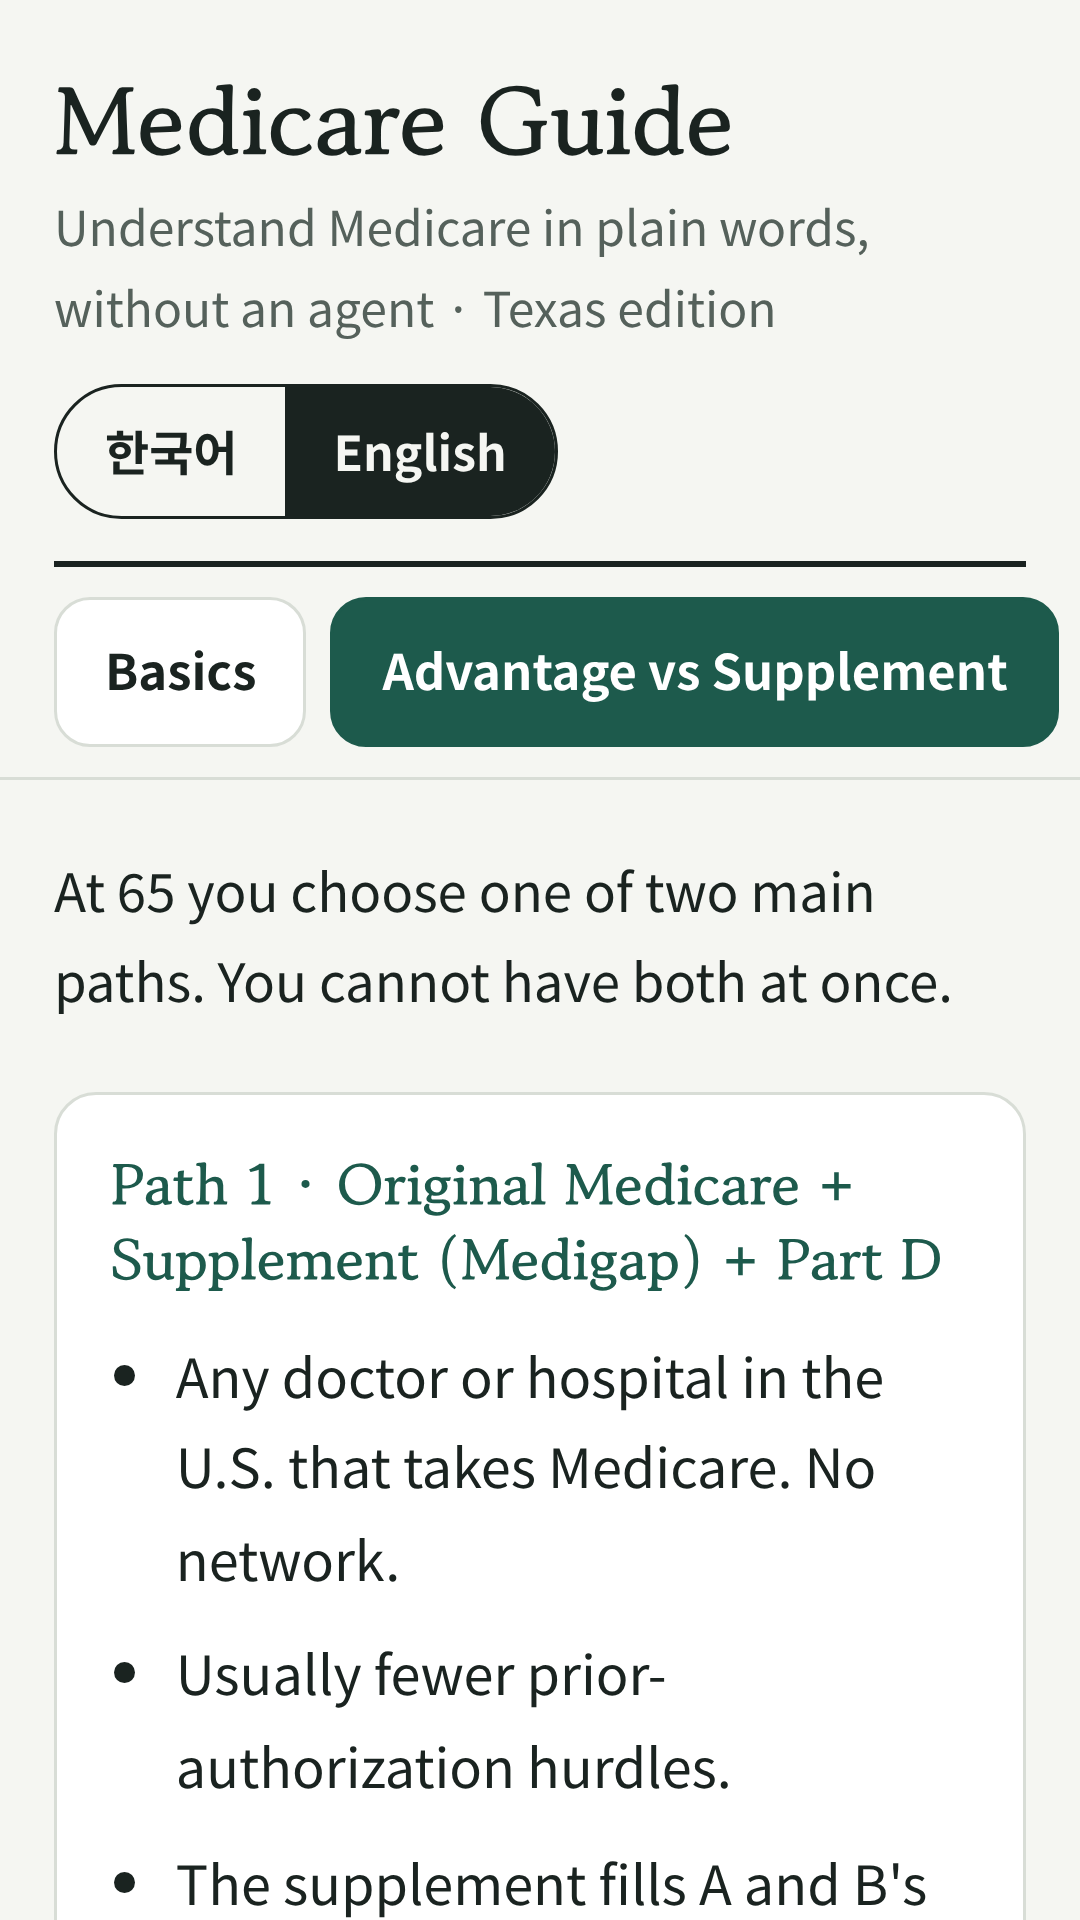 Medicare Guide
Understand Medicare in plain words,
without an agent · Texas edition
한국어 English
Basics Advantage vs Supplement
At 65 you choose one of two main
paths. You cannot have both at once.
Path 1 · Original Medicare +
Supplement (Medigap) + Part D
• Any doctor or hospital in the
U.S. that takes Medicare. No
network.
• Usually fewer prior-
authorization hurdles.
• The supplement fills A and B's